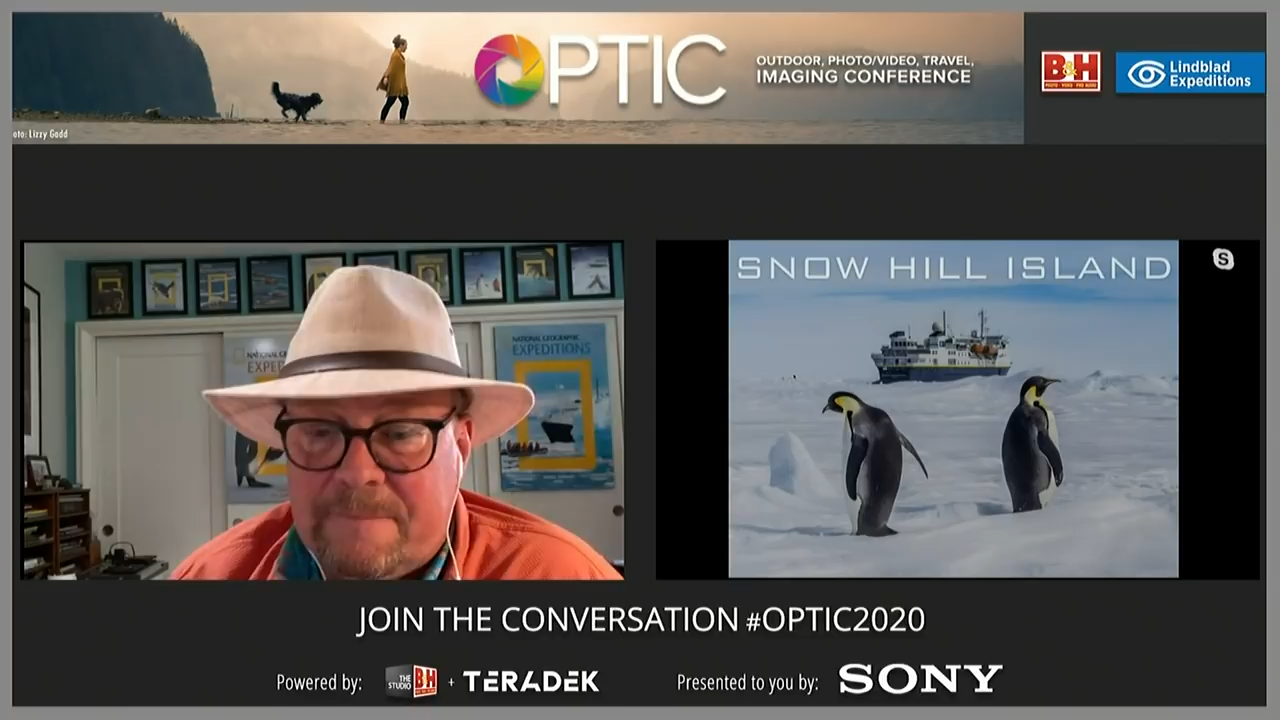 OPTIC
OUTDOOR, PHOTO/VIDEO, TRAVEL,
IMAGING CONFERENCE
B&H
PHOTO - VIDEO - PRO AUDIO
Lindblad
Expeditions
oto: Lizzy Gadd
NATIONAL GEOGRAPHIC
EXPEDITIONS
SNOW HILL ISLAND
S
JOIN THE CONVERSATION #OPTIC2020
Powered by:
THE
STUDIO
B&H
+ TERADEK
Presented to you by:
SONY